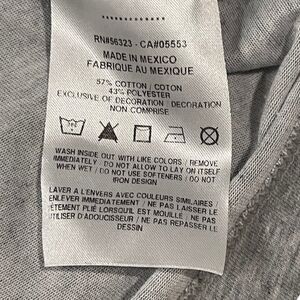 RN#56323 - CA#05553
MADE IN MEXICO
FABRIQUE AU MEXIQUE
57% COTTON / COTON
43% POLYESTER
EXCLUSIVE OF DECORATION / DECORATION
NON COMPRISE
WASH INSIDE OUT WITH LIKE COLORS / REMOVE
IMMEDIATELY / DO NOT ALLOW TO LAY ON ITSELF
WHEN WET / DO NOT USE SOFTENERS / DO NOT
IRON DESIGN
LAVER A L'ENVERS AVEC COULEURS SIMILAIRES /
ENLEVER IMMEDIATEMENT / NE PAS LAISSER LE
VETEMENT PLIE LORSQU'IL EST MOUILLE / NE PAS
UTILISER D'ADOUCISSEUR / NE PAS REPASSER LE
DESSIN